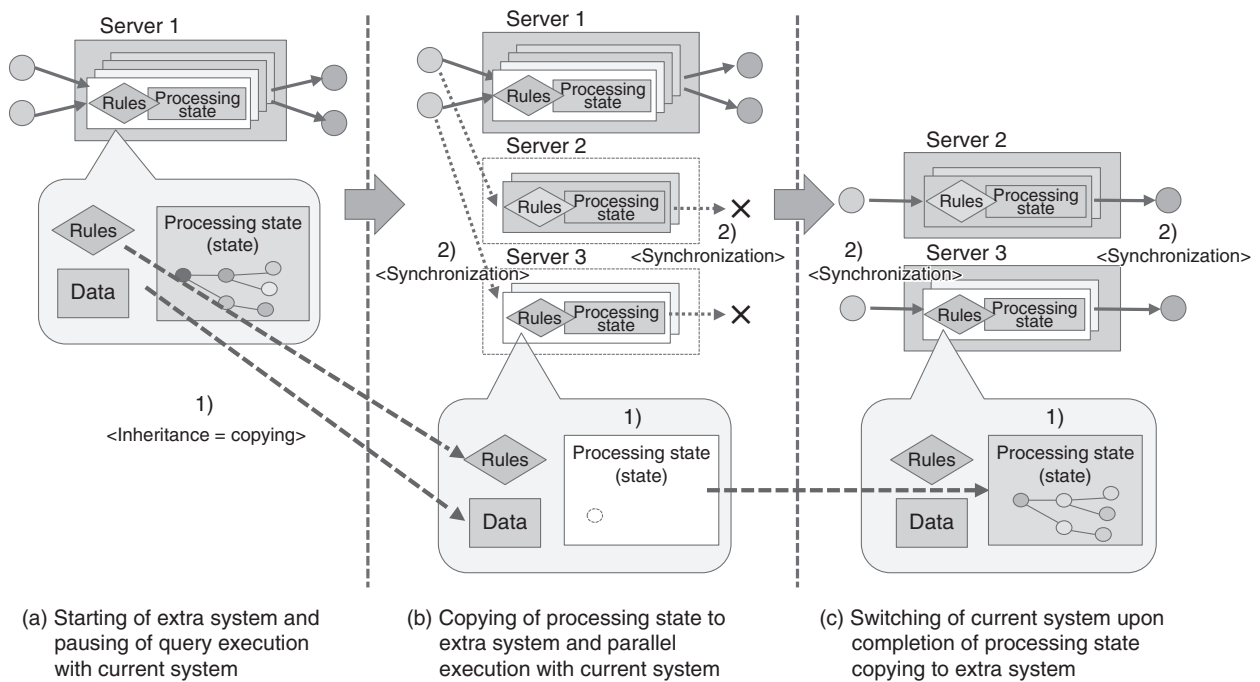 Server 1
Rules
Processing
state
Rules
Data
Processing state
(state)
1)
<Inheritance = copying>
(a) Starting of extra system and
pausing of query execution
with current system
Server 1
Rules
Processing
state
Server 2
Rules
Processing
state
2)
<Synchronization>
2)
<Synchronization>
Server 3
Rules
Processing
state
1)
Rules
Data
Processing state
(state)
(b) Copying of processing state to
extra system and parallel
execution with current system
Server 2
Rules
Processing
state
2)
<Synchronization>
2)
<Synchronization>
Server 3
Rules
Processing
state
1)
Rules
Data
Processing state
(state)
(c) Switching of current system upon
completion of processing state
copying to extra system